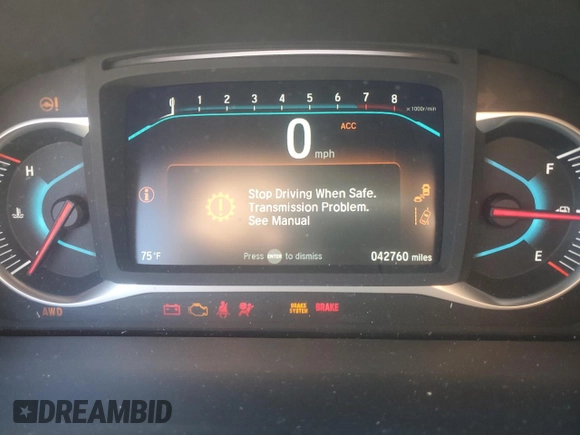 0 1 2 3 4 5 6 7 8 x1000r/min
0 mph
ACC
H
F
Stop Driving When Safe.
Transmission Problem.
See Manual
E
75°F
Press ENTER to dismiss
042760 miles
AWD
BRAKE
SYSTEM
BRAKE
DREAMBID